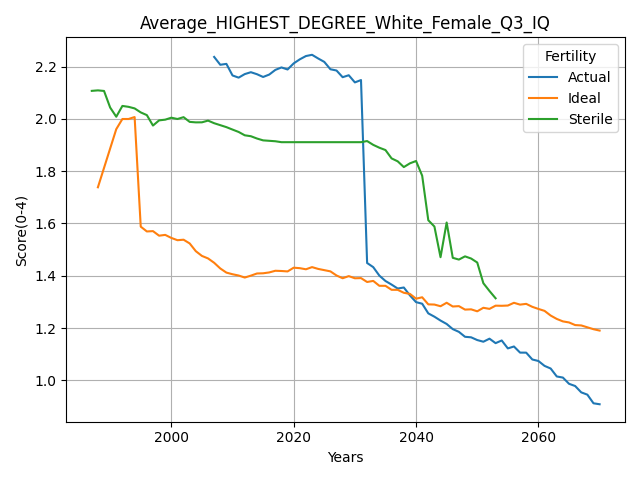 Average_HIGHEST_DEGREE_White_Female_Q3_IQ
Fertility
Actual
Ideal
Sterile
Score(0-4)
2.2
2.0
1.8
1.6
1.4
1.2
1.0
2000
2020
2040
2060
Years